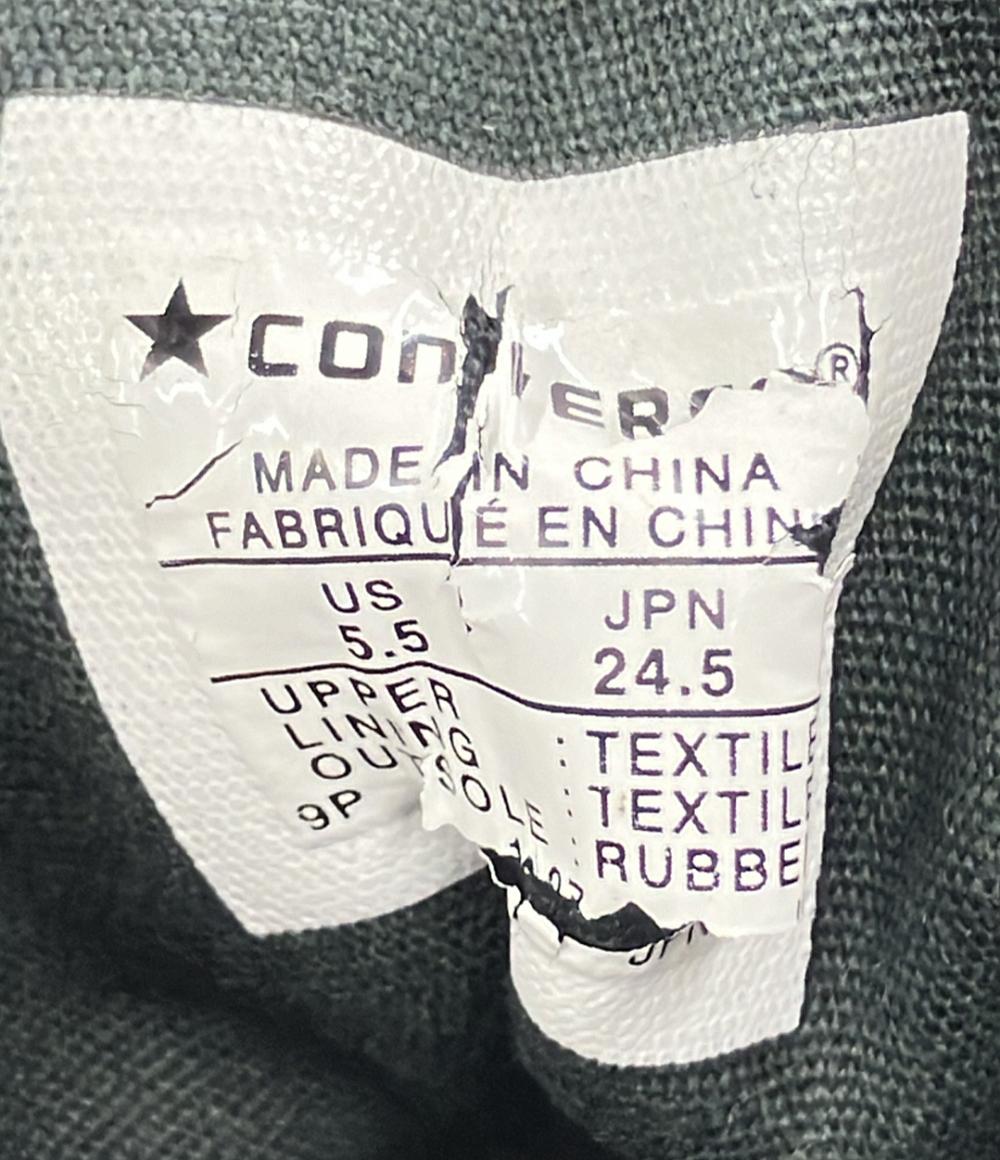 ★CONVERSE®
MADE IN CHINA
FABRIQUÉ EN CHINE
US JPN
5.5 24.5
UPPER : TEXTILE
LINING : TEXTILE
OUTSOLE : RUBBE
9P